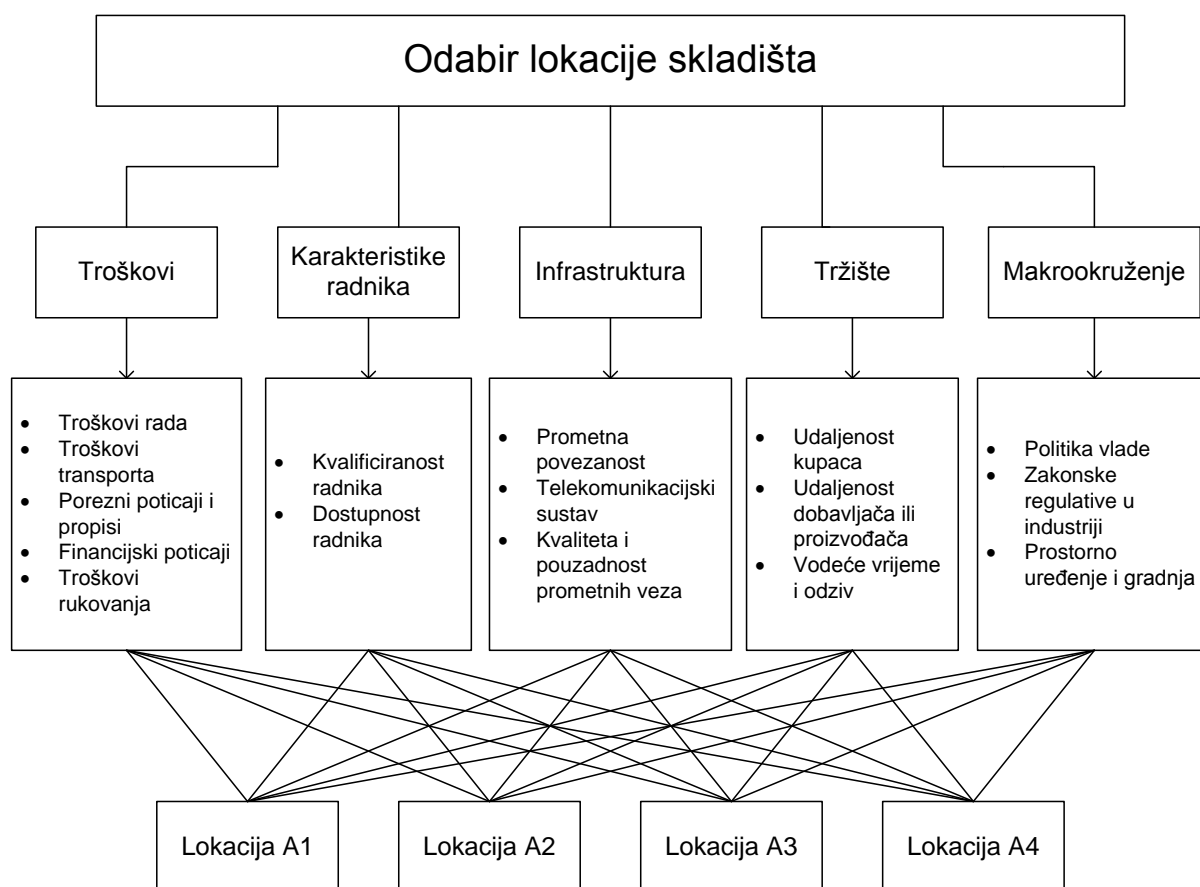 Odabir lokacije skladišta
Troškovi
Karakteristike
radnika
Infrastruktura
Tržište
Makrookruženje
• Troškovi rada
• Troškovi
transporta
• Porezni poticaji i
propisi
• Financijski poticaji
• Troškovi
rukovanja
• Kvalificiranost
radnika
• Dostupnost
radnika
• Prometna
povezanost
• Telekomunikacijski
sustav
• Kvaliteta i
pouzadnost
prometnih veza
• Udaljenost
kupaca
• Udaljenost
dobavljača ili
proizvođača
• Vodeće vrijeme
i odziv
• Politika vlade
• Zakonske
regulative u
industriji
• Prostorno
uređenje i gradnja
Lokacija A1
Lokacija A2
Lokacija A3
Lokacija A4